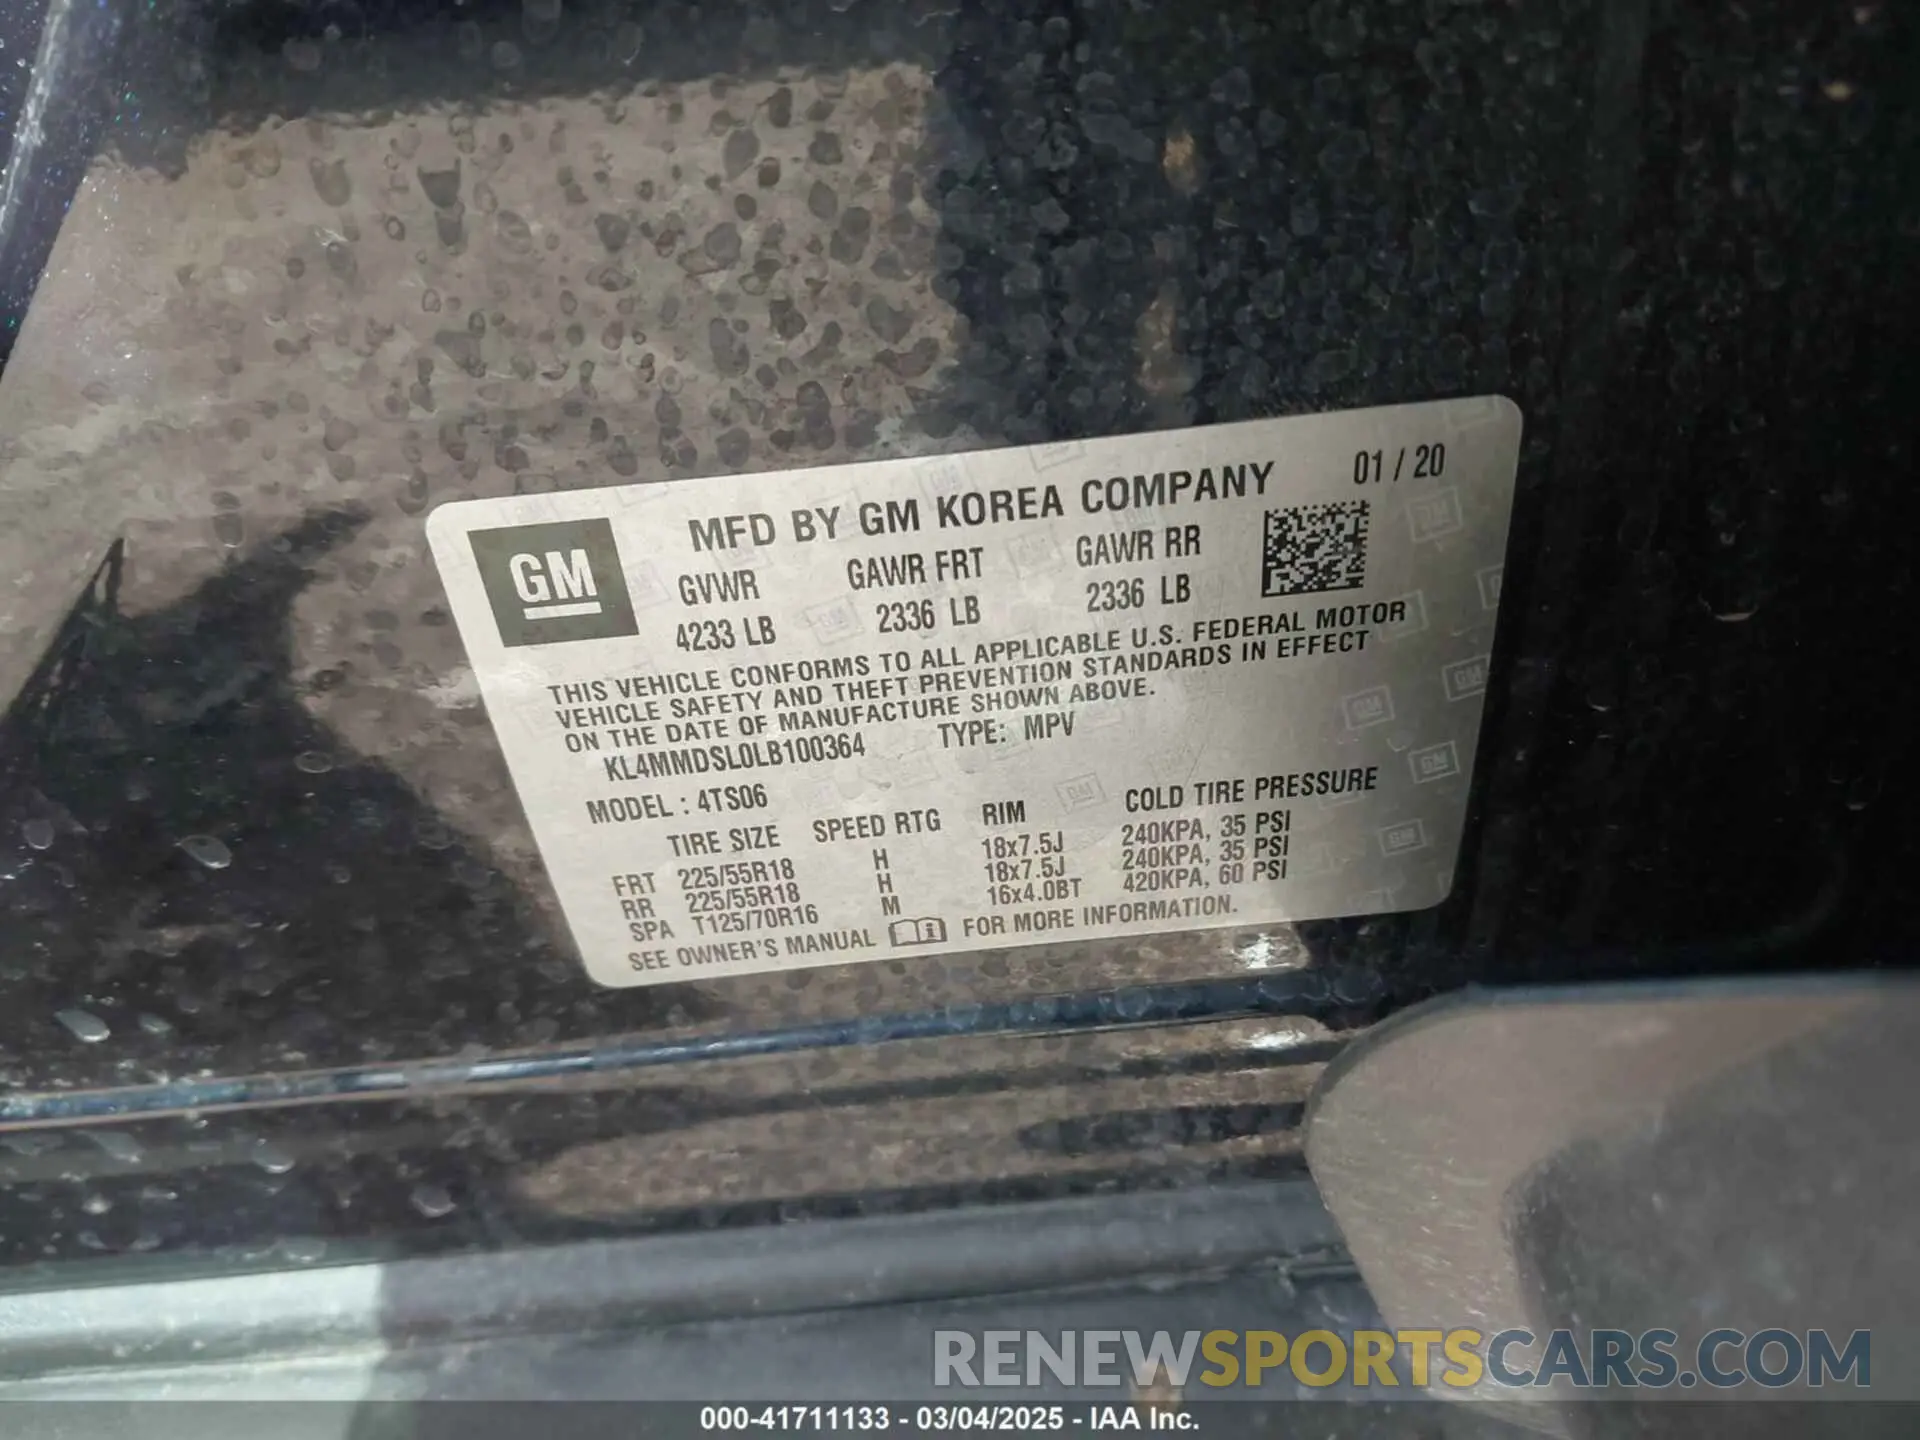 MFD BY GM KOREA COMPANY 01 / 20
GM
GVWR GAWR FRT GAWR RR
4233 LB 2336 LB 2336 LB
THIS VEHICLE CONFORMS TO ALL APPLICABLE U.S. FEDERAL MOTOR
VEHICLE SAFETY AND THEFT PREVENTION STANDARDS IN EFFECT
ON THE DATE OF MANUFACTURE SHOWN ABOVE.
KL4MMDSL0LB100364 TYPE: MPV
MODEL : 4TS06
TIRE SIZE SPEED RTG RIM COLD TIRE PRESSURE
FRT 225/55R18 H 18x7.5J 240KPA, 35 PSI
RR 225/55R18 H 18x7.5J 240KPA, 35 PSI
SPA T125/70R16 M 16x4.0BT 420KPA, 60 PSI
SEE OWNER'S MANUAL FOR MORE INFORMATION.
RENEWSPORTSCARS.COM
000-41711133 - 03/04/2025 - IAA Inc.